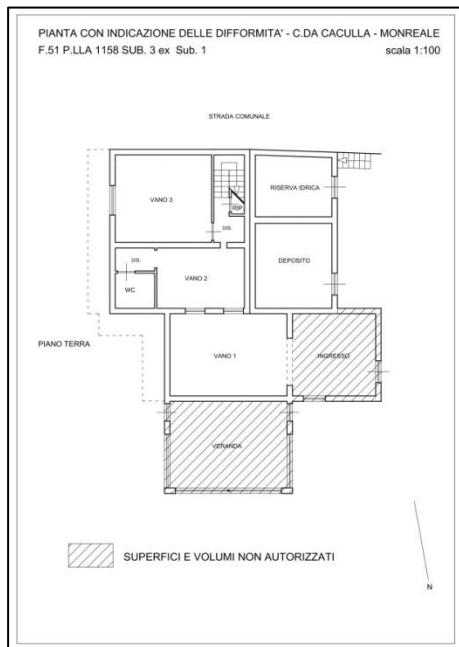 PIANTA CON INDICAZIONE DELLE DIFFORMITA' - C.DA CACULLA - MONREALE
F.51 P.LLA 1158 SUB. 3 ex Sub. 1 scala 1:100
STRADA COMUNALE
VANO 3
RIP.
RISERVA IDRICA
DIS.
DIS.
DEPOSITO
VANO 2
WC
PIANO TERRA
VANO 1
INGRESSO
VERANDA
SUPERFICI E VOLUMI NON AUTORIZZATI
N